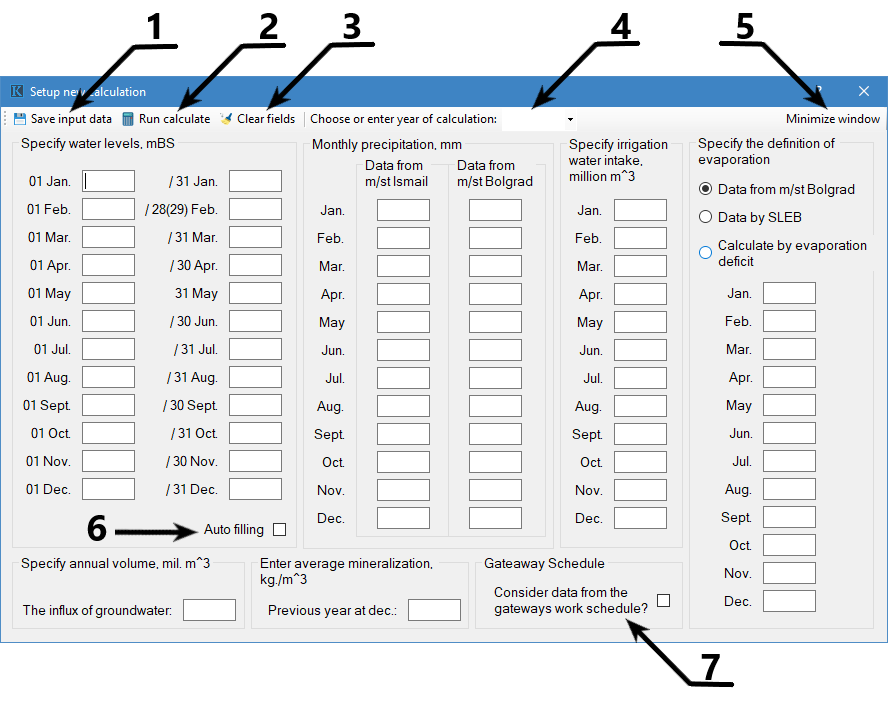 1 2 3 4 5
K Setup new calculation ?
Save input data Run calculate Clear fields Choose or enter year of calculation: Minimize window
Specify water levels, mBS
01 Jan. / 31 Jan.
01 Feb. / 28(29) Feb.
01 Mar. / 31 Mar.
01 Apr. / 30 Apr.
01 May 31 May
01 Jun. / 30 Jun.
01 Jul. / 31 Jul.
01 Aug. / 31 Aug.
01 Sept. / 30 Sept.
01 Oct. / 31 Oct.
01 Nov. / 30 Nov.
01 Dec. / 31 Dec.
6 Auto filling
Monthly precipitation, mm
Data from
m/st Ismail
Data from
m/st Bolgrad
Jan.
Feb.
Mar.
Apr.
May
Jun.
Jul.
Aug.
Sept.
Oct.
Nov.
Dec.
Specify irrigation
water intake,
million m^3
Jan.
Feb.
Mar.
Apr.
May
Jun.
Jul.
Aug.
Sept.
Oct.
Nov.
Dec.
Specify the definition of
evaporation
Data from m/st Bolgrad
Data by SLEB
Calculate by evaporation
deficit
Jan.
Feb.
Mar.
Apr.
May
Jun.
Jul.
Aug.
Sept.
Oct.
Nov.
Dec.
Specify annual volume, mil. m^3
The influx of groundwater:
Enter average mineralization,
kg./m^3
Previous year at dec.:
Gateaway Schedule
Consider data from the
gateways work schedule?
7